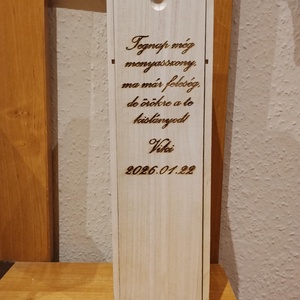 Tegnap még
menyasszony,
ma már feleség,
de örökre a te
kislányod!
Viki
2026.01.22